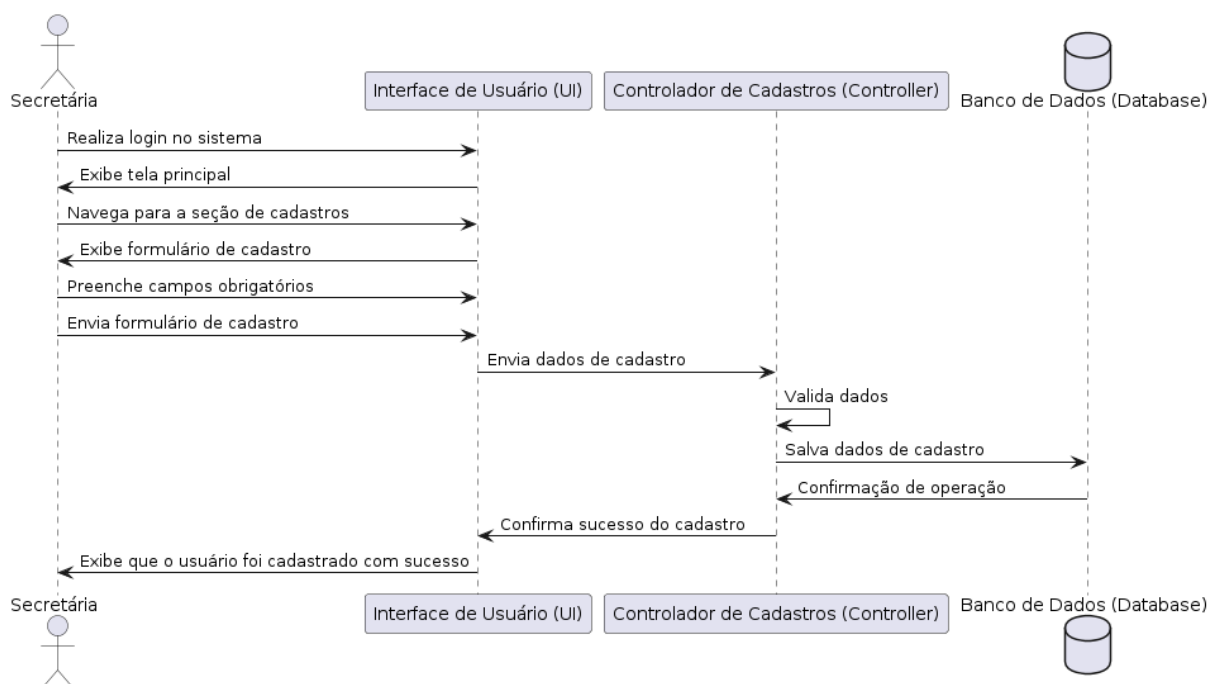 Secretária
Interface de Usuário (UI)
Controlador de Cadastros (Controller)
Banco de Dados (Database)
Realiza login no sistema
Exibe tela principal
Navega para a seção de cadastros
Exibe formulário de cadastro
Preenche campos obrigatórios
Envia formulário de cadastro
Envia dados de cadastro
Valida dados
Salva dados de cadastro
Confirmação de operação
Confirma sucesso do cadastro
Exibe que o usuário foi cadastrado com sucesso
Secretária
Interface de Usuário (UI)
Controlador de Cadastros (Controller)
Banco de Dados (Database)